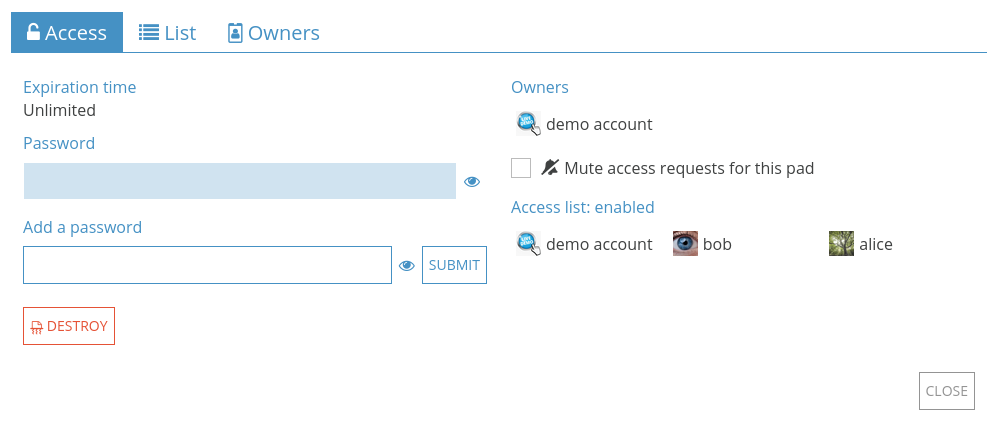 Access List Owners
Expiration time
Unlimited
Password
Add a password
SUBMIT
DESTROY
Owners
demo account
Mute access requests for this pad
Access list: enabled
demo account bob alice
CLOSE